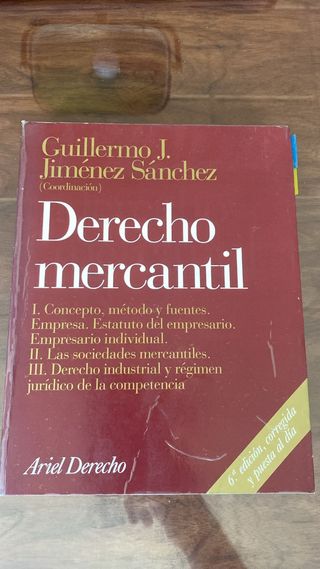 Guillermo J.
Jiménez Sánchez
(Coordinación)
Derecho
mercantil
I. Concepto, método y fuentes.
Empresa. Estatuto del empresario.
Empresario individual.
II. Las sociedades mercantiles.
III. Derecho industrial y régimen
jurídico de la competencia
Ariel Derecho
6.ª edición, corregida
y puesta al día